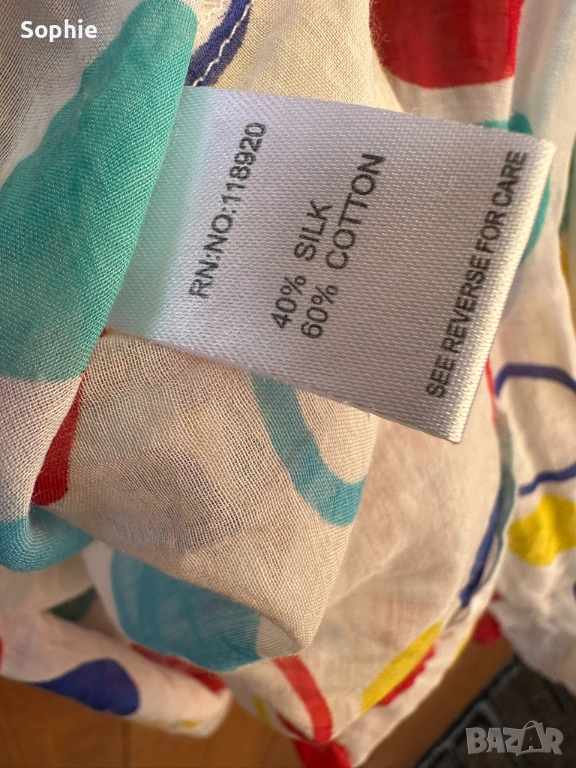 Sophie
RN:NO:118920
40% SILK
60% COTTON
SEE REVERSE FOR CARE
BAZAR